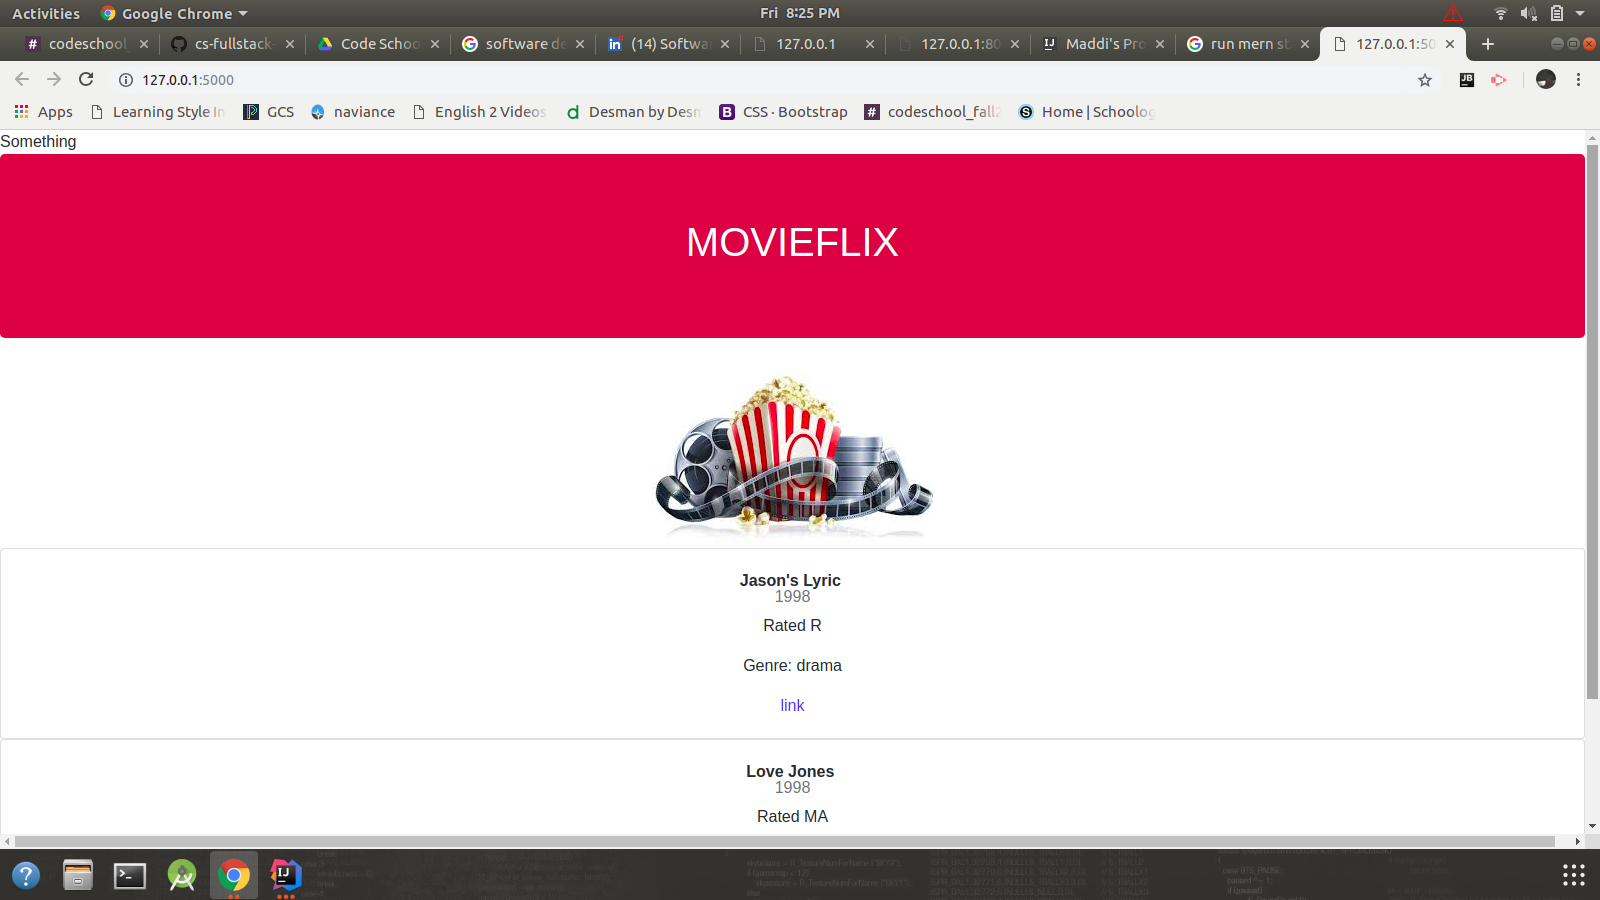 Activities Google Chrome Fri 8:25 PM
codeschool_ cs-fullstack- Code Schoo software de (14) Softwa 127.0.0.1 127.0.0.1:80 Maddi's Pro run mern st 127.0.0.1:50
127.0.0.1:5000
Apps Learning Style In GCS naviance English 2 Videos Desman by Desm CSS · Bootstrap codeschool_fall2 Home | Schoolog
Something
MOVIEFLIX
Jason's Lyric
1998
Rated R
Genre: drama
link
Love Jones
1998
Rated MA